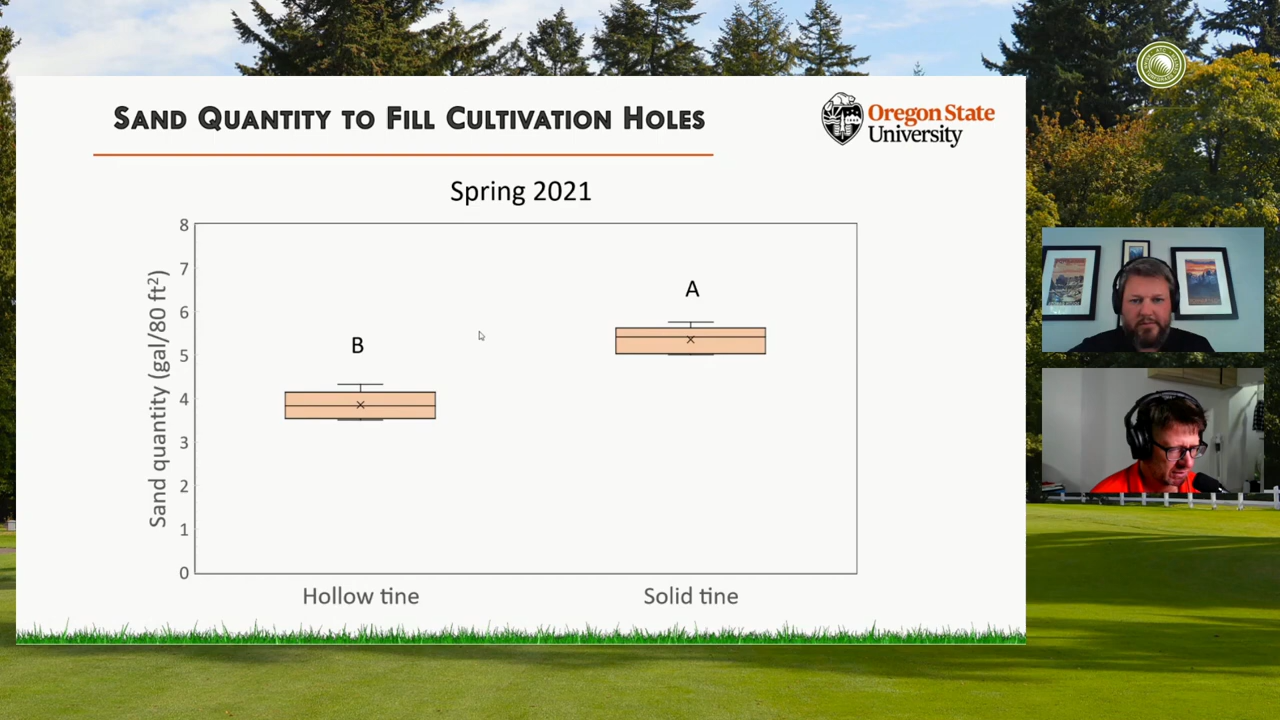 SAND QUANTITY TO FILL CULTIVATION HOLES
Oregon State
University
Spring 2021
Sand quantity (gal/80 ft²)
8
7
6
5
4
3
2
1
0
B
A
Hollow tine
Solid tine